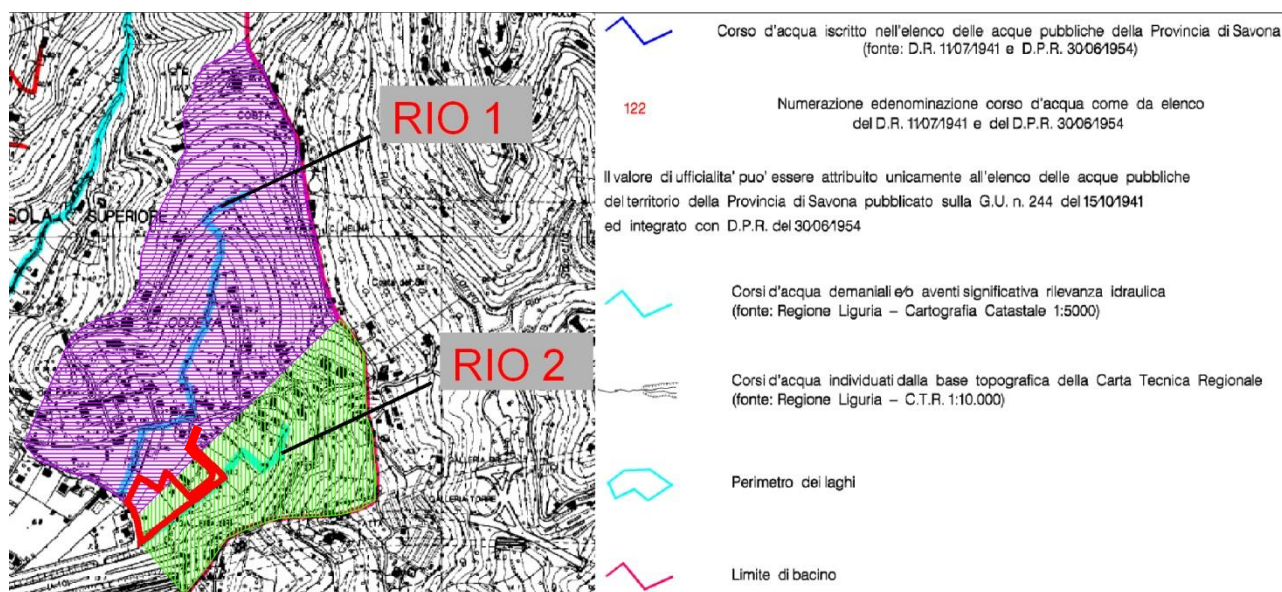 RIO 1
COSTA
SUPERIORE
C. MELMA
RIO 2
GALLERIA TORRE
Corso d'acqua iscritto nell'elenco delle acque pubbliche della Provincia di Savona
(fonte: D.R. 11/07/1941 e D.P.R. 30/06/1954)
122
Numerazione edenominazione corso d'acqua come da elenco
del D.R. 11/07/1941 e del D.P.R. 30/06/1954
Il valore di ufficialita' puo' essere attribuito unicamente all'elenco delle acque pubbliche
del territorio della Provincia di Savona pubblicato sulla G.U. n. 244 del 15/10/1941
ed integrato con D.P.R. del 30/06/1954
Corsi d'acqua demaniali e/o aventi significativa rilevanza idraulica
(fonte: Regione Liguria – Cartografia Catastale 1:5000)
Corsi d'acqua individuati dalla base topografica della Carta Tecnica Regionale
(fonte: Regione Liguria – C.T.R. 1:10.000)
Perimetro dei laghi
Limite di bacino